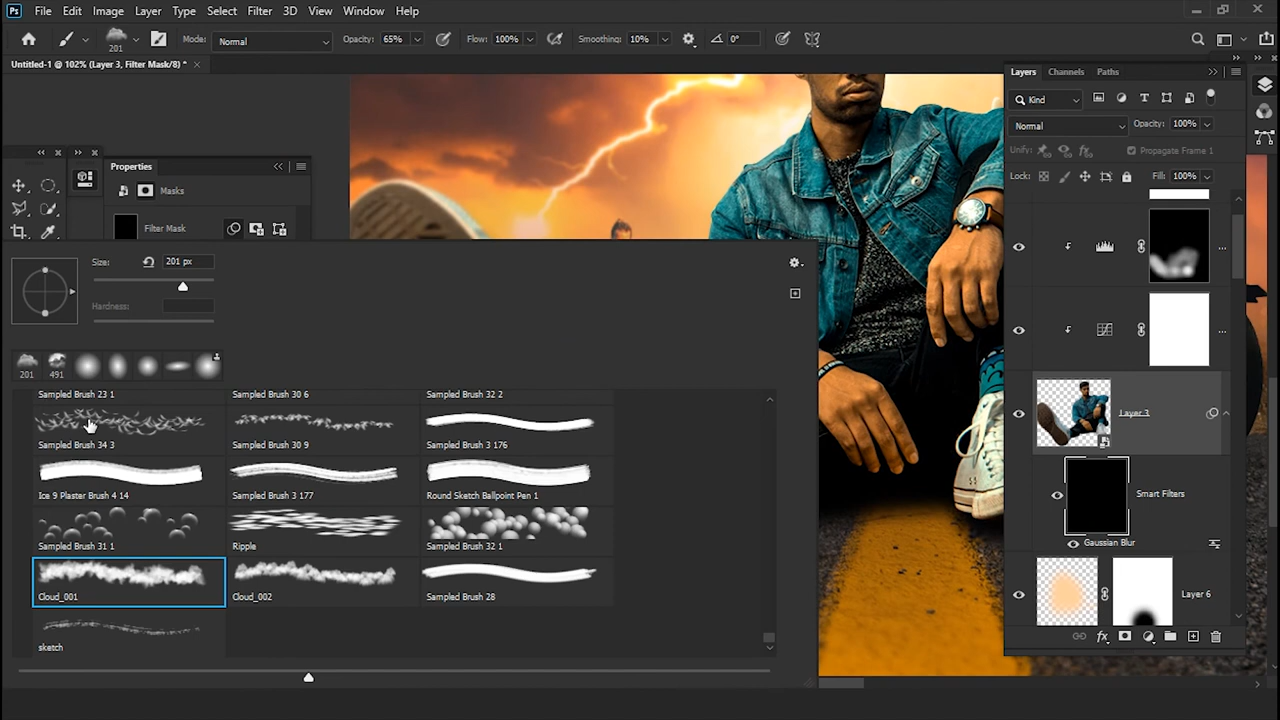 Ps File Edit Image Layer Type Select Filter 3D View Window Help
201 Mode: Normal Opacity: 65% Flow: 100% Smoothing: 10% 0°
Untitled-1 @ 102% (Layer 3, Filter Mask/8) *
Properties
Masks
Filter Mask
Size: 201 px
Hardness:
201 491
Sampled Brush 23 1 Sampled Brush 30 6 Sampled Brush 32 2
Sampled Brush 34 3 Sampled Brush 30 9 Sampled Brush 3 176
Ice 9 Plaster Brush 4 14 Sampled Brush 3 177 Round Sketch Ballpoint Pen 1
Sampled Brush 31 1 Ripple Sampled Brush 32 1
Cloud_001 Cloud_002 Sampled Brush 28
sketch
Layers Channels Paths
Kind
Normal Opacity: 100%
Unify: Propagate Frame 1
Lock: Fill: 100%
Layer 3
Smart Filters
Gaussian Blur
Layer 6
fx